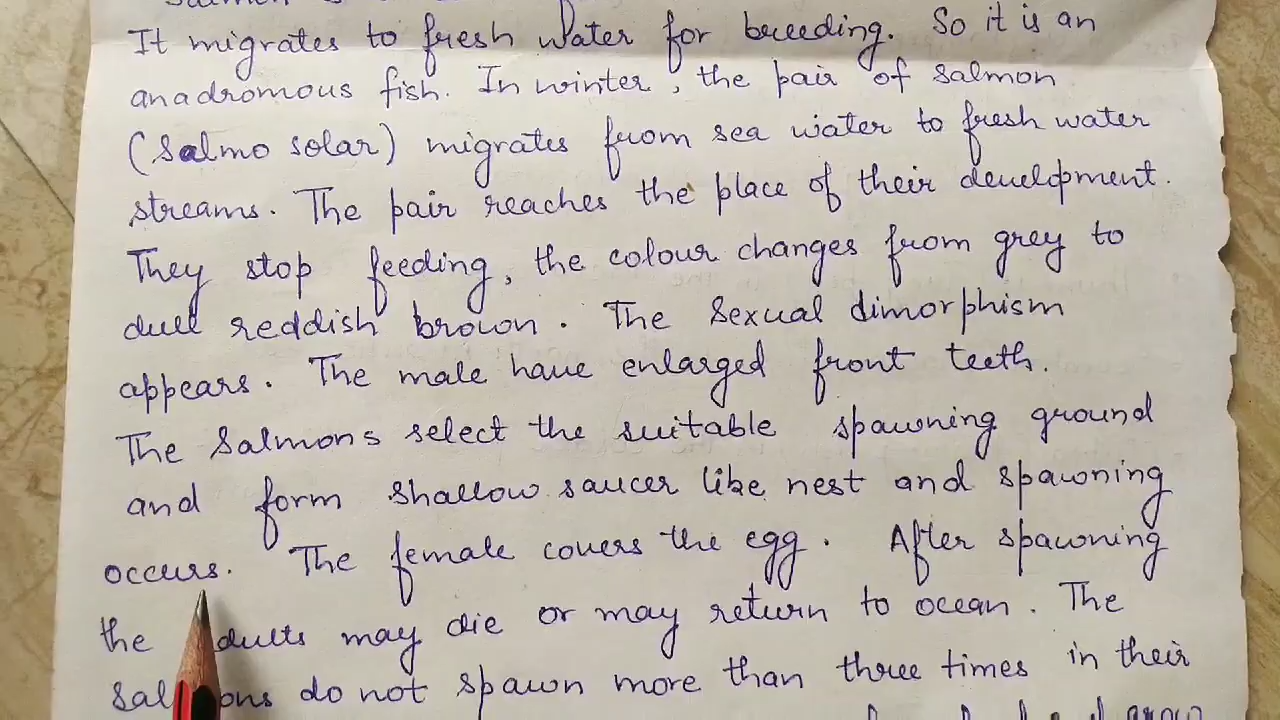 It migrates to fresh Water for breeding. So it is an
anadromous fish. In winter, the pair of salmon
(Salmo solar) migrates from sea water to fresh water
streams. The pair reaches the place of their development.
They stop feeding, the colour changes from grey to
dull reddish brown. The Sexual dimorphism
appears. The male have enlarged front teeth.
The Salmons select the suitable spawning ground
and form shallow saucer like nest and spawning
occurs. The female covers the egg. After spawning
the may die or may return to ocean. The
do not spawn more than three times in their